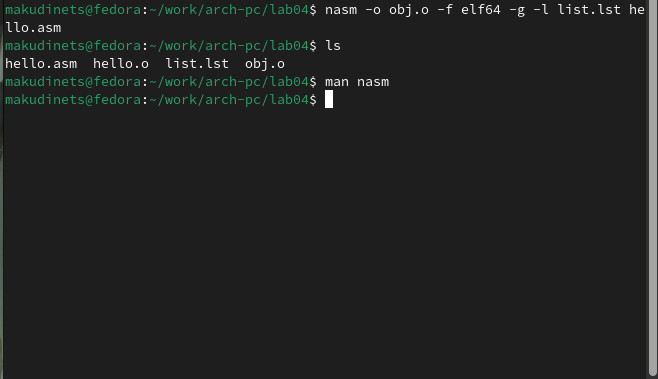 makudinets@fedora:~/work/arch-pc/lab04$ nasm -o obj.o -f elf64 -g -l list.lst he
llo.asm
makudinets@fedora:~/work/arch-pc/lab04$ ls
hello.asm  hello.o  list.lst  obj.o
makudinets@fedora:~/work/arch-pc/lab04$ man nasm
makudinets@fedora:~/work/arch-pc/lab04$